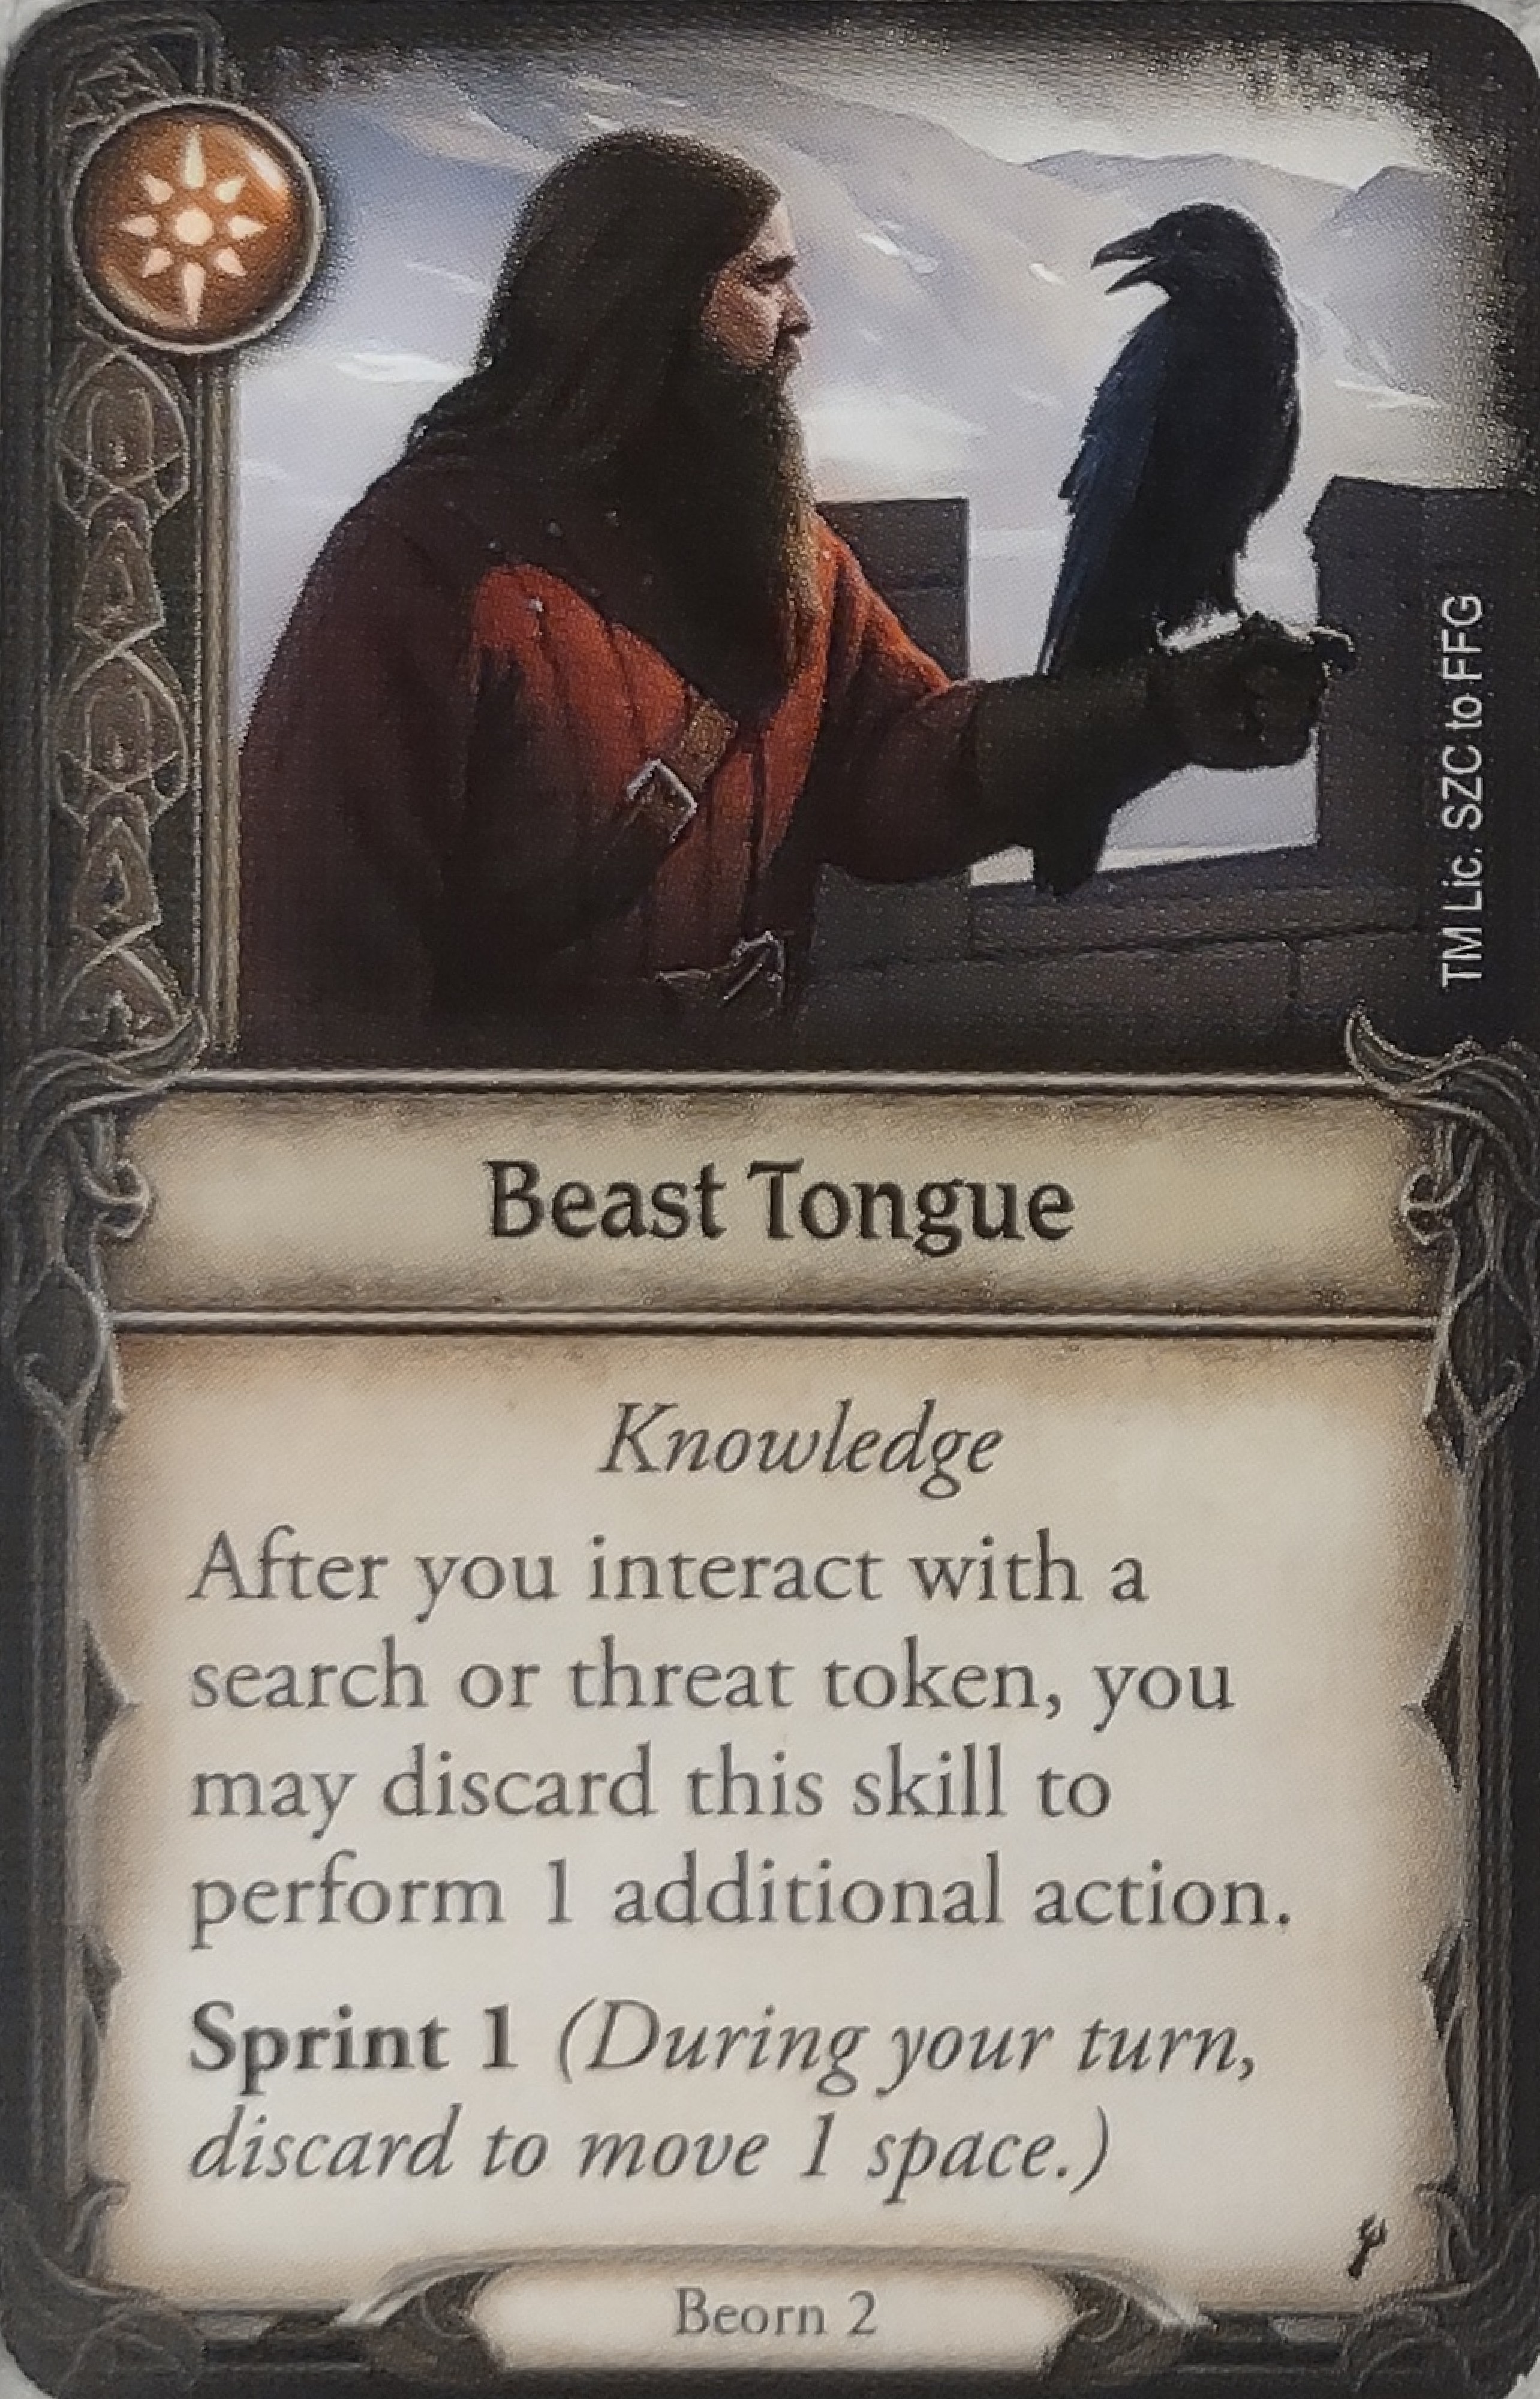 TM Lic. SZC to FFG
Beast Tongue
Knowledge
After you interact with a
search or threat token, you
may discard this skill to
perform 1 additional action.
Sprint 1 (During your turn,
discard to move 1 space.)
Beorn 2